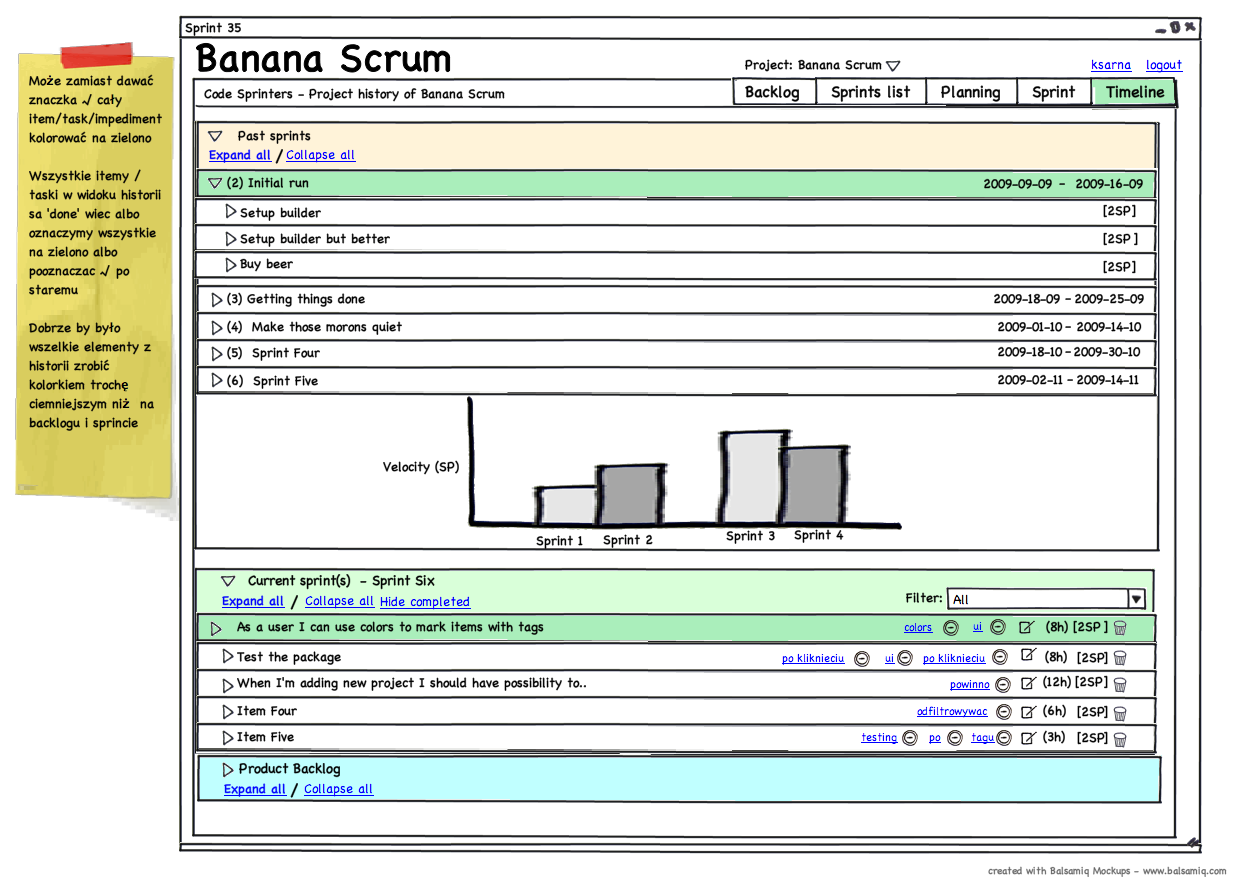 Sprint 35
Banana Scrum
Project: Banana Scrum
ksarna logout
Code Sprinters - Project history of Banana Scrum
Backlog Sprints list Planning Sprint Timeline
Może zamiast dawać
znaczka √ cały
item/task/impediment
kolorować na zielono
Wszystkie itemy /
taski w widoku historii
sa 'done' wiec albo
oznaczymy wszystkie
na zielono albo
pooznaczac √ po
staremu
Dobrze by było
wszelkie elementy z
historii zrobić
kolorkiem trochę
ciemniejszym niż na
backlogu i sprincie
Past sprints
Expand all / Collapse all
(2) Initial run 2009-09-09 - 2009-16-09
Setup builder [2SP]
Setup builder but better [2SP ]
Buy beer [2SP]
(3) Getting things done 2009-18-09 - 2009-25-09
(4) Make those morons quiet 2009-01-10 - 2009-14-10
(5) Sprint Four 2009-18-10 - 2009-30-10
(6) Sprint Five 2009-02-11 - 2009-14-11
Velocity (SP)
Sprint 1 Sprint 2 Sprint 3 Sprint 4
Current sprint(s) - Sprint Six
Expand all / Collapse all Hide completed
Filter: All
As a user I can use colors to mark items with tags colors ui (8h) [2SP ]
Test the package po kliknieciu ui po kliknieciu (8h) [2SP]
When I'm adding new project I should have possibility to.. powinno (12h) [2SP]
Item Four odfiltrowywac (6h) [2SP]
Item Five testing po tagu (3h) [2SP]
Product Backlog
Expand all / Collapse all
created with Balsamiq Mockups - www.balsamiq.com